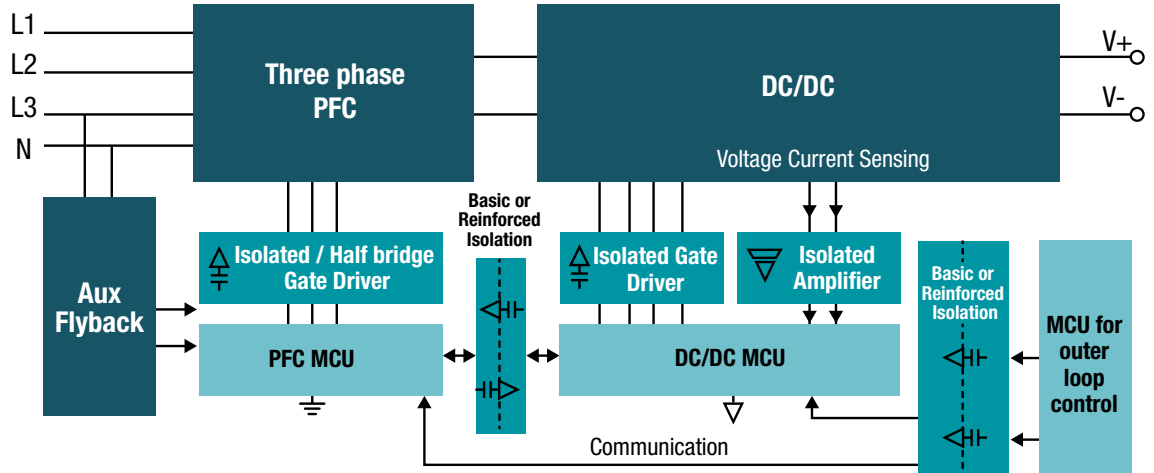 L1
L2
L3
N
Three phase
PFC
DC/DC
Voltage Current Sensing
V+
V-
Aux
Flyback
Isolated / Half bridge
Gate Driver
PFC MCU
Basic or
Reinforced
Isolation
Isolated Gate
Driver
Isolated
Amplifier
DC/DC MCU
Basic or
Reinforced
Isolation
MCU for
outer
loop
control
Communication